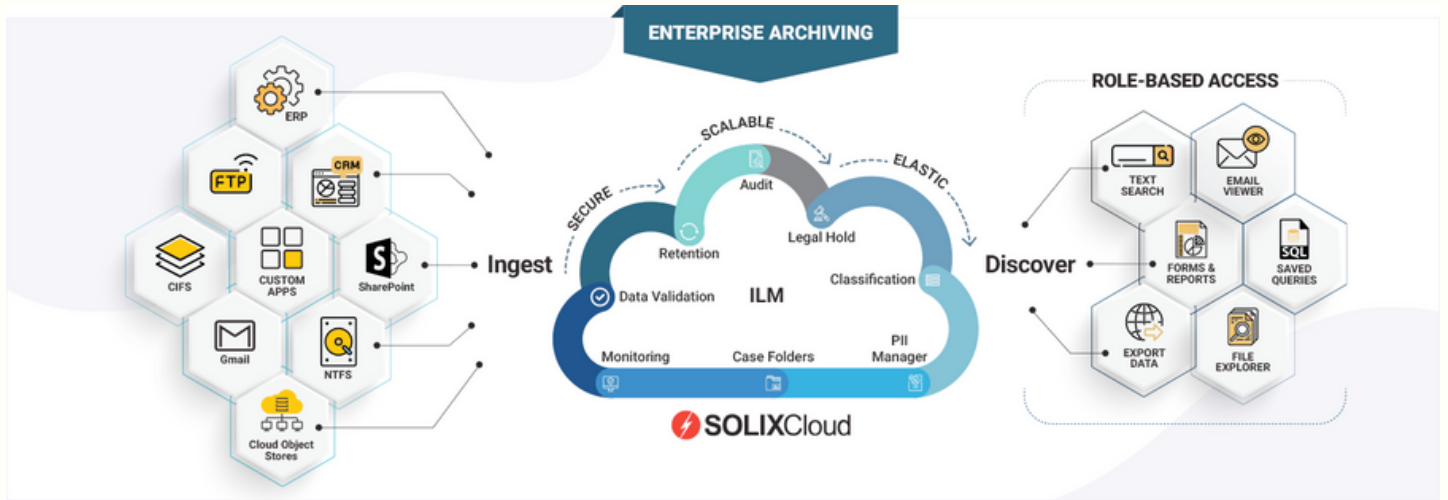 ENTERPRISE ARCHIVING
ERP
FTP
CRM
CIFS
CUSTOM
APPS
S
SharePoint
Gmail
NTFS
Cloud Object
Stores
Ingest
SECURE
SCALABLE
ELASTIC
Audit
Retention
Legal Hold
Data Validation
ILM
Classification
Monitoring
Case Folders
PII
Manager
SOLIXCloud
Discover
ROLE-BASED ACCESS
TEXT
SEARCH
EMAIL
VIEWER
FORMS &
REPORTS
SQL
SAVED
QUERIES
EXPORT
DATA
FILE
EXPLORER